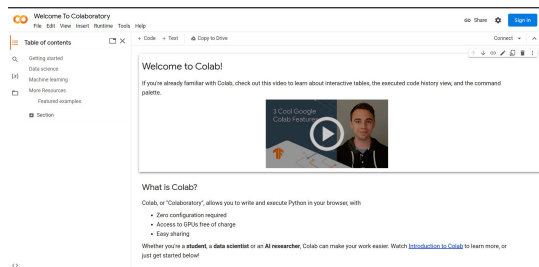 Welcome To Colaboratory
File Edit View Insert Runtime Tools Help
Share
Sign in
Table of contents
+ Code + Text Copy to Drive
Connect
Getting started
Data science
Machine learning
More Resources
Featured examples
Section
Welcome to Colab!
If you're already familiar with Colab, check out this video to learn about interactive tables, the executed code history view, and the command
palette.
3 Cool Google
Colab Features
What is Colab?
Colab, or "Colaboratory", allows you to write and execute Python in your browser, with
• Zero configuration required
• Access to GPUs free of charge
• Easy sharing
Whether you're a student, a data scientist or an AI researcher, Colab can make your work easier. Watch Introduction to Colab to learn more, or
just get started below!